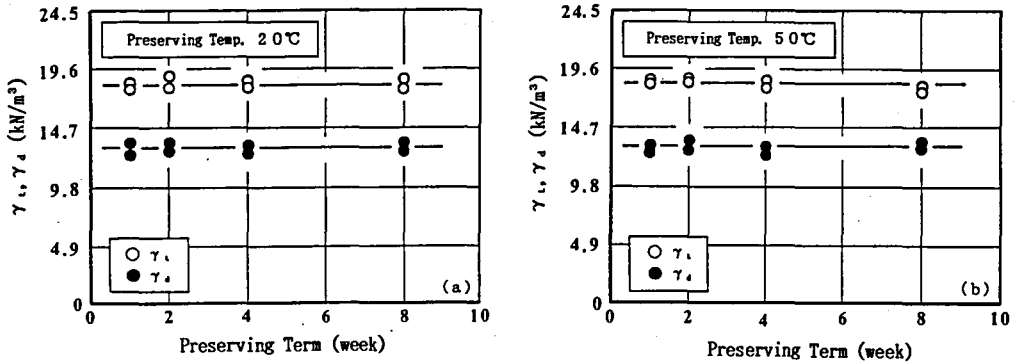 24.5
19.6
14.7
9.8
4.9
0
γt, γd (kN/m³)
Preserving Temp. 20℃
○ γt
● γd
(a)
0 2 4 6 8 10
Preserving Term (week)
24.5
19.6
14.7
9.8
4.9
0
γt, γd (kN/m³)
Preserving Temp. 50℃
○ γt
● γd
(b)
0 2 4 6 8 10
Preserving Term (week)